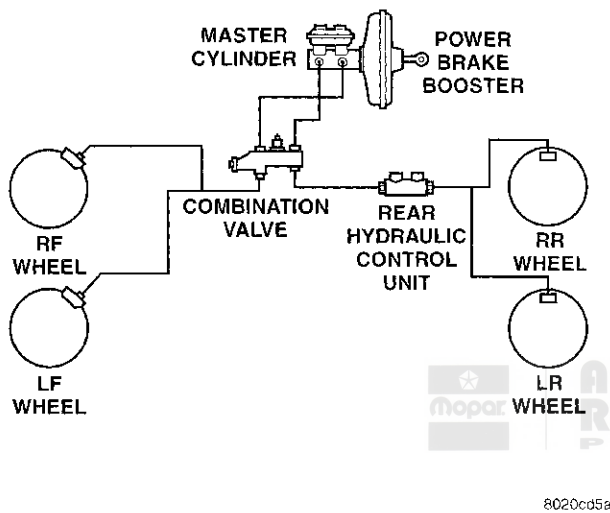 MASTER
CYLINDER
POWER
BRAKE
BOOSTER
COMBINATION
VALVE
REAR
HYDRAULIC
CONTROL
UNIT
RF
WHEEL
RR
WHEEL
LF
WHEEL
LR
WHEEL
Mopar
A
R
P
8020cd5a